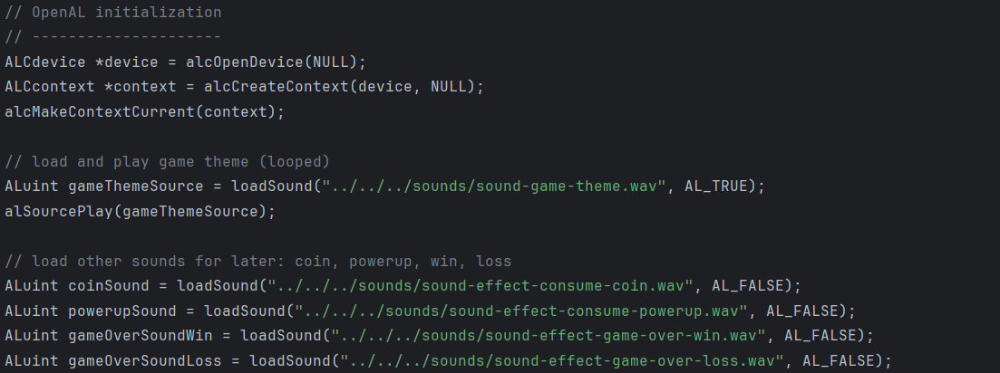 // OpenAL initialization
// ---------------------
ALCdevice *device = alcOpenDevice(NULL);
ALCcontext *context = alcCreateContext(device, NULL);
alcMakeContextCurrent(context);
// load and play game theme (looped)
ALuint gameThemeSource = loadSound("../../../sounds/sound-game-theme.wav", AL_TRUE);
alSourcePlay(gameThemeSource);
// load other sounds for later: coin, powerup, win, loss
ALuint coinSound = loadSound("../../../sounds/sound-effect-consume-coin.wav", AL_FALSE);
ALuint powerupSound = loadSound("../../../sounds/sound-effect-consume-powerup.wav", AL_FALSE);
ALuint gameOverSoundWin = loadSound("../../../sounds/sound-effect-game-over-win.wav", AL_FALSE);
ALuint gameOverSoundLoss = loadSound("../../../sounds/sound-effect-game-over-loss.wav", AL_FALSE);